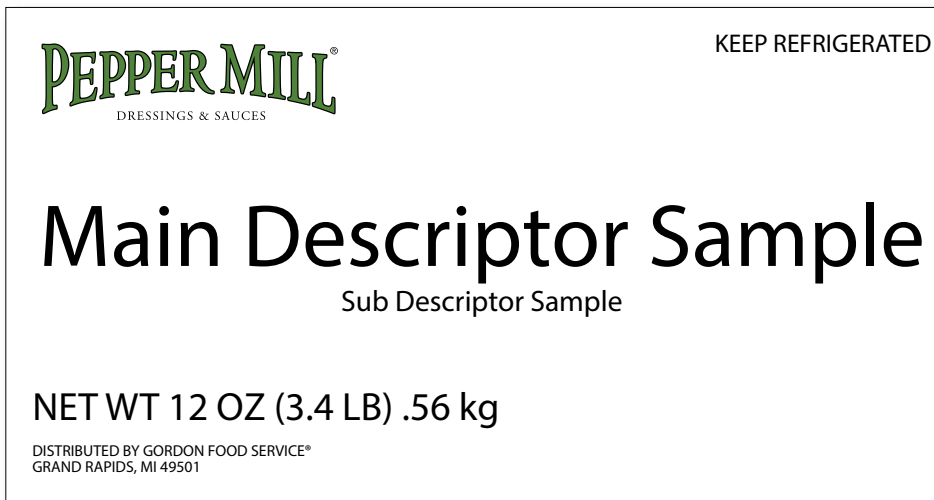 PEPPER MILL®
DRESSINGS & SAUCES
KEEP REFRIGERATED
Main Descriptor Sample
Sub Descriptor Sample
NET WT 12 OZ (3.4 LB) .56 kg
DISTRIBUTED BY GORDON FOOD SERVICE®
GRAND RAPIDS, MI 49501